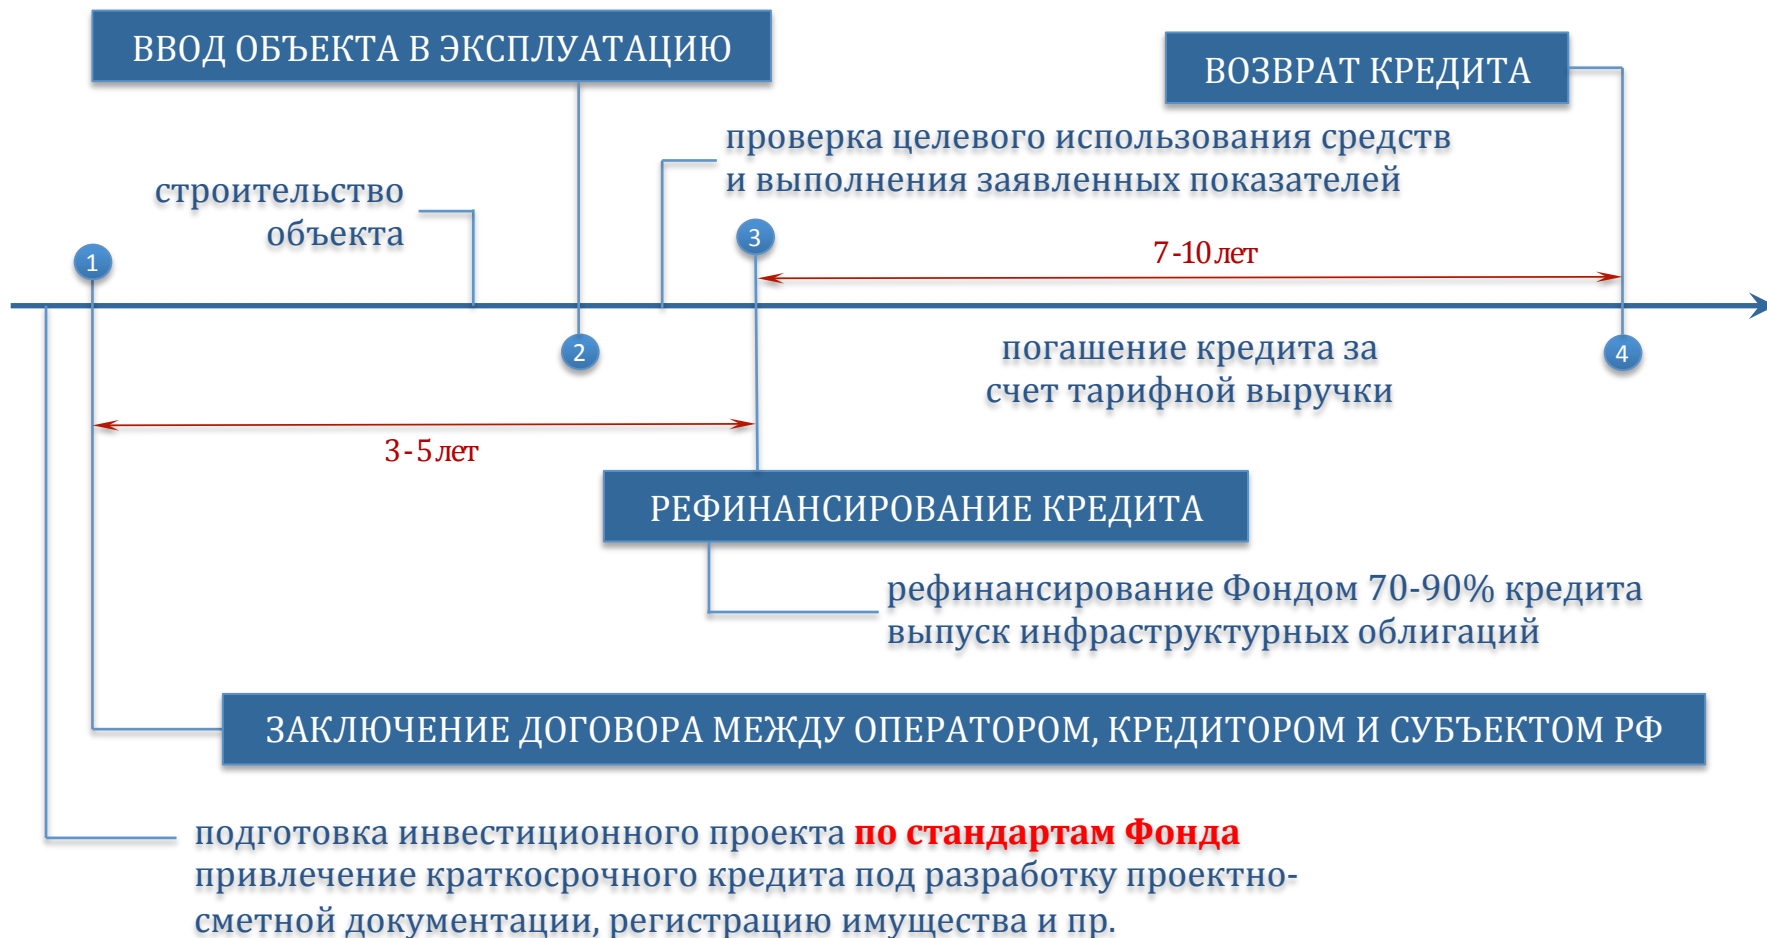 ВВОД ОБЪЕКТА В ЭКСПЛУАТАЦИЮ
ВОЗВРАТ КРЕДИТА
проверка целевого использования средств
и выполнения заявленных показателей
строительство
объекта
1
3
7-10 лет
2
4
погашение кредита за
счет тарифной выручки
3-5 лет
РЕФИНАНСИРОВАНИЕ КРЕДИТА
рефинансирование Фондом 70-90% кредита
выпуск инфраструктурных облигаций
ЗАКЛЮЧЕНИЕ ДОГОВОРА МЕЖДУ ОПЕРАТОРОМ, КРЕДИТОРОМ И СУБЪЕКТОМ РФ
подготовка инвестиционного проекта по стандартам Фонда
привлечение краткосрочного кредита под разработку проектно-
сметной документации, регистрацию имущества и пр.